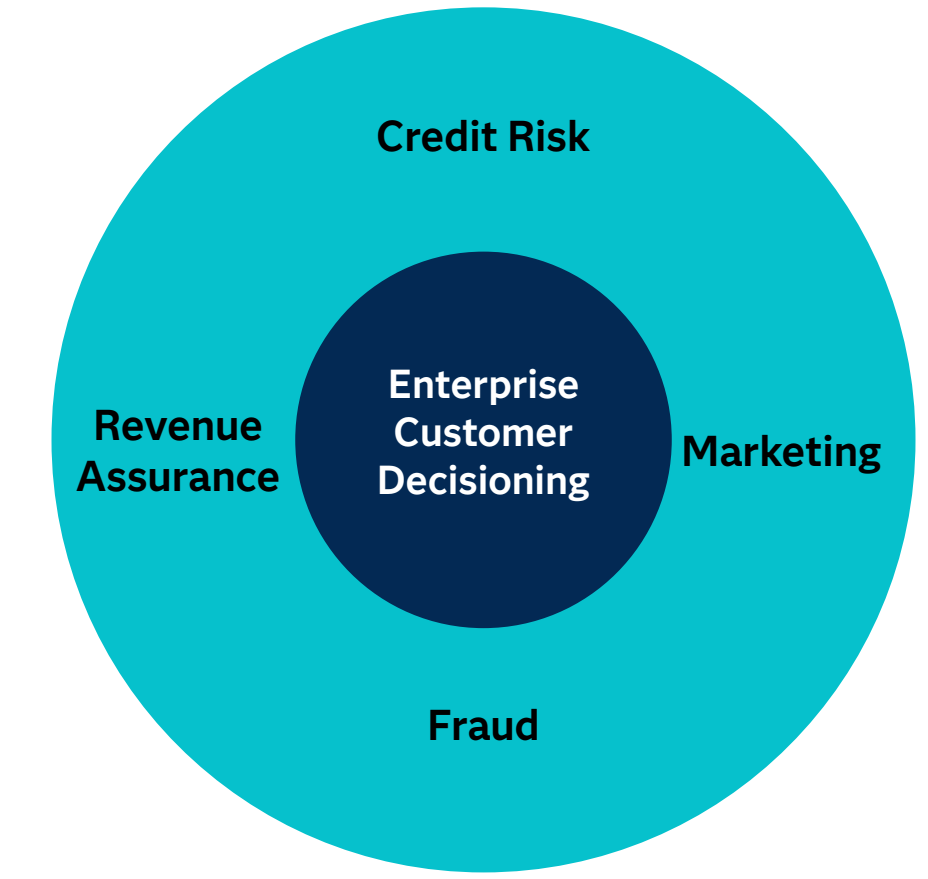 Credit Risk
Enterprise
Customer
Decisioning
Revenue
Assurance
Marketing
Fraud